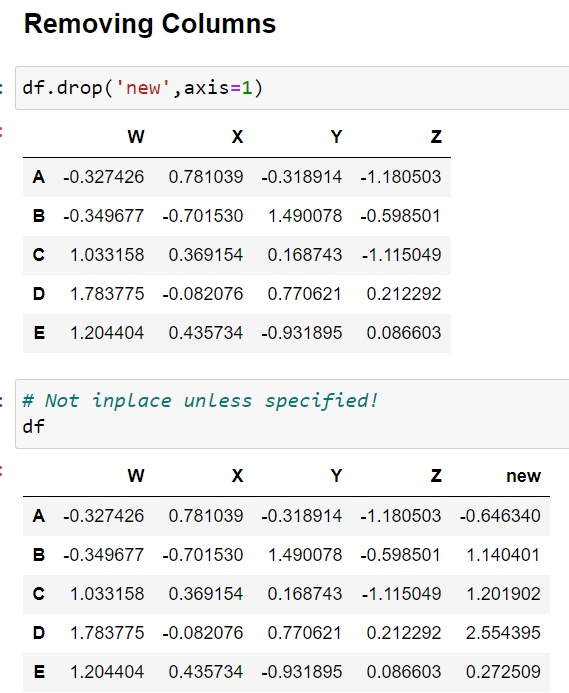 Removing Columns
: df.drop('new',axis=1)
: W X Y Z
A -0.327426 0.781039 -0.318914 -1.180503
B -0.349677 -0.701530 1.490078 -0.598501
C 1.033158 0.369154 0.168743 -1.115049
D 1.783775 -0.082076 0.770621 0.212292
E 1.204404 0.435734 -0.931895 0.086603
: # Not inplace unless specified!
df
: W X Y Z new
A -0.327426 0.781039 -0.318914 -1.180503 -0.646340
B -0.349677 -0.701530 1.490078 -0.598501 1.140401
C 1.033158 0.369154 0.168743 -1.115049 1.201902
D 1.783775 -0.082076 0.770621 0.212292 2.554395
E 1.204404 0.435734 -0.931895 0.086603 0.272509